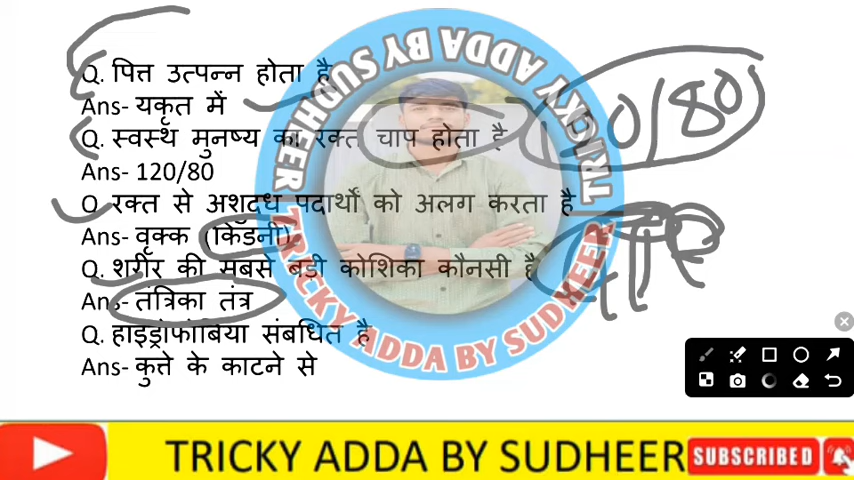 Q. पित्त उत्पन्न होता है
Ans- यकृत में
Q. स्वस्थ मुनष्य का रक्त चाप होता है
Ans- 120/80
Q. रक्त से अशुद्ध पदार्थों को अलग करता है
Ans- वृक्क (किडनी)
Q. शरीर की सबसे बड़ी कोशिका कौनसी है
Ans- तंत्रिका तंत्र
Q. हाइड्रोफोबिया संबधित है
Ans- कुत्ते के काटने से
120/80
TRICKY ADDA BY SUDHEER
TRICKY ADDA BY SUDHEER
TRICKY ADDA BY SUDHEER
SUBSCRIBED